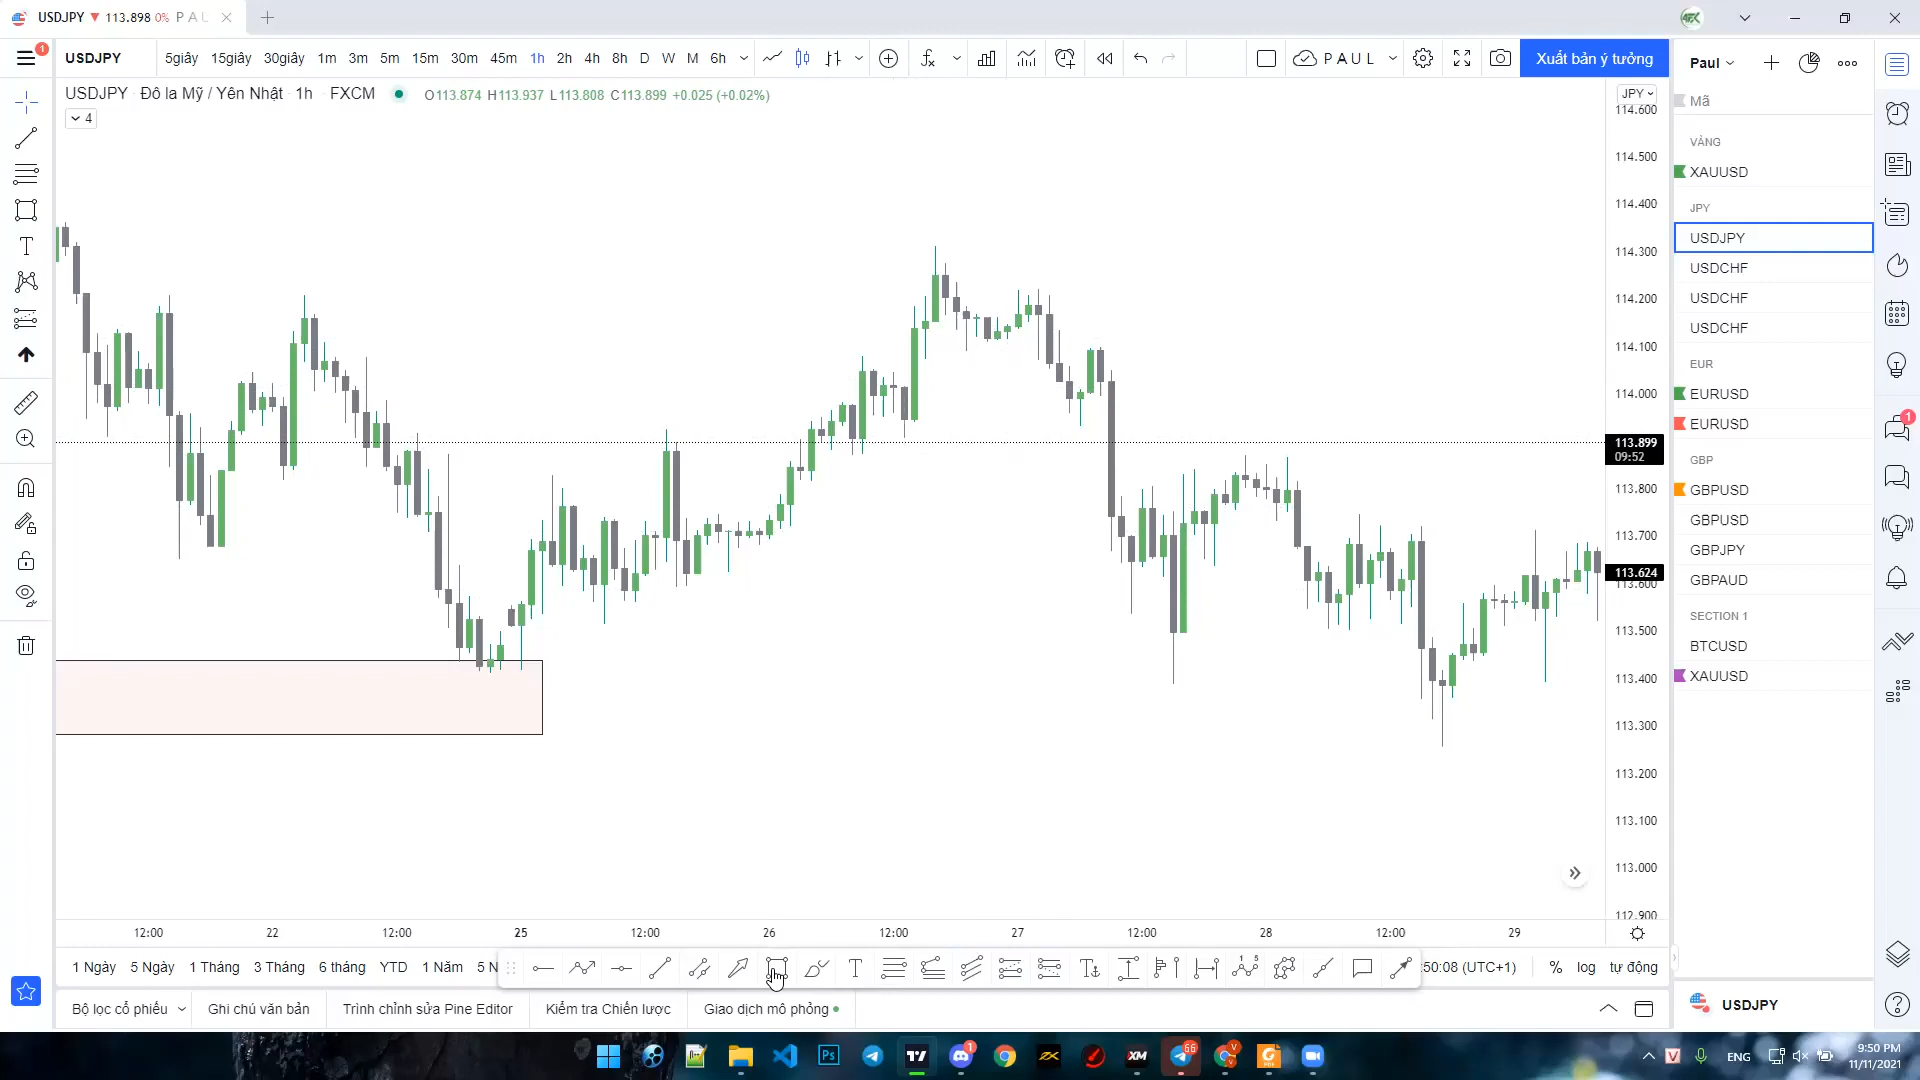 USDJPY ▼ 113.898 0% P A U
USDJPY 5giây 15giây 30giây 1m 3m 5m 15m 30m 45m 1h 2h 4h 8h D W M 6h
P A U L
Xuất bản ý tưởng
USDJPY Đô la Mỹ / Yên Nhật 1h FXCM O113.874 H113.937 L113.808 C113.899 +0.025 (+0.02%)
4
JPY
114.600
114.500
114.400
114.300
114.200
114.100
114.000
113.899
09:52
113.800
113.700
113.624
113.600
113.500
113.400
113.300
113.200
113.100
113.000
112.900
12:00 22 12:00 25 12:00 26 12:00 27 12:00 28 12:00 29
1 Ngày 5 Ngày 1 Tháng 3 Tháng 6 tháng YTD 1 Năm 5 N
:50:08 (UTC+1) % log tự động
Bộ lọc cổ phiếu Ghi chú văn bản Trình chỉnh sửa Pine Editor Kiểm tra Chiến lược Giao dịch mô phỏng
Paul
Mã
VÀNG
XAUUSD
JPY
USDJPY
USDCHF
USDCHF
USDCHF
EUR
EURUSD
EURUSD
GBP
GBPUSD
GBPUSD
GBPJPY
GBPAUD
SECTION 1
BTCUSD
XAUUSD
USDJPY
1
1
1
66
ENG
9:50 PM
11/11/2021